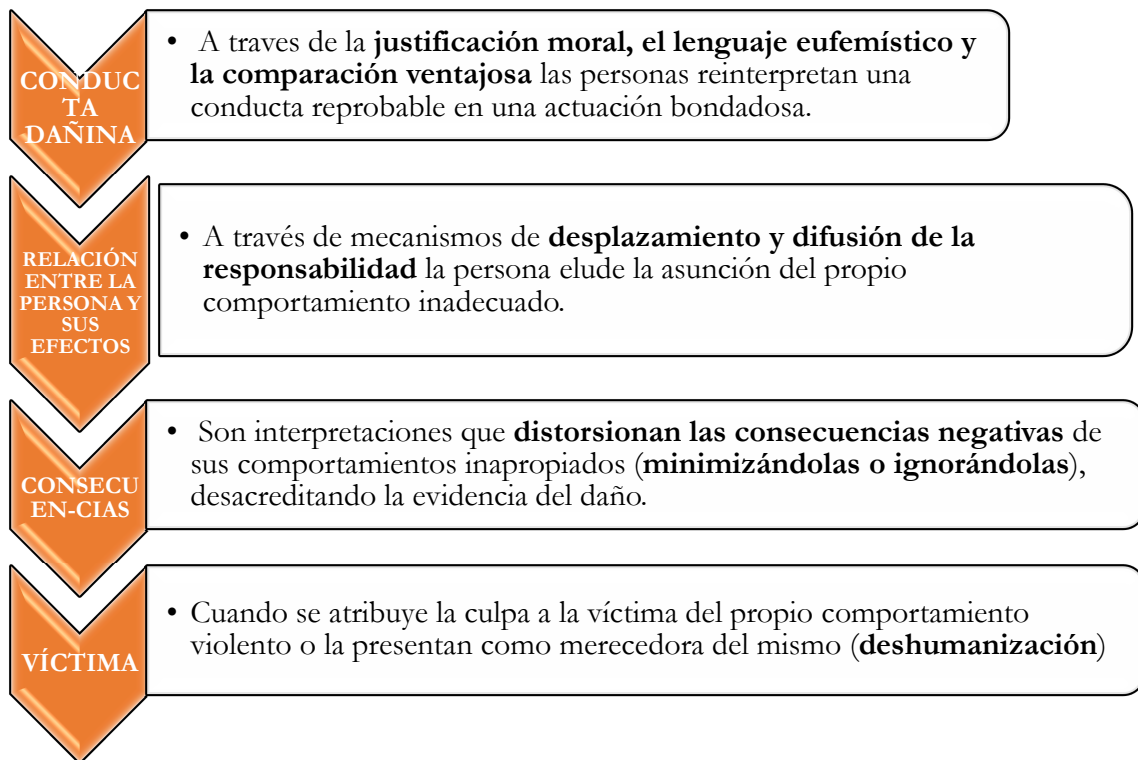 CONDUC
TA
DAÑINA
• A traves de la justificación moral, el lenguaje eufemístico y
la comparación ventajosa las personas reinterpretan una
conducta reprobable en una actuación bondadosa.
RELACIÓN
ENTRE LA
PERSONA Y
SUS
EFECTOS
• A través de mecanismos de desplazamiento y difusión de la
responsabilidad la persona elude la asunción del propio
comportamiento inadecuado.
CONSECU
EN-CIAS
• Son interpretaciones que distorsionan las consecuencias negativas de
sus comportamientos inapropiados (minimizándolas o ignorándolas),
desacreditando la evidencia del daño.
VÍCTIMA
• Cuando se atribuye la culpa a la víctima del propio comportamiento
violento o la presentan como merecedora del mismo (deshumanización)